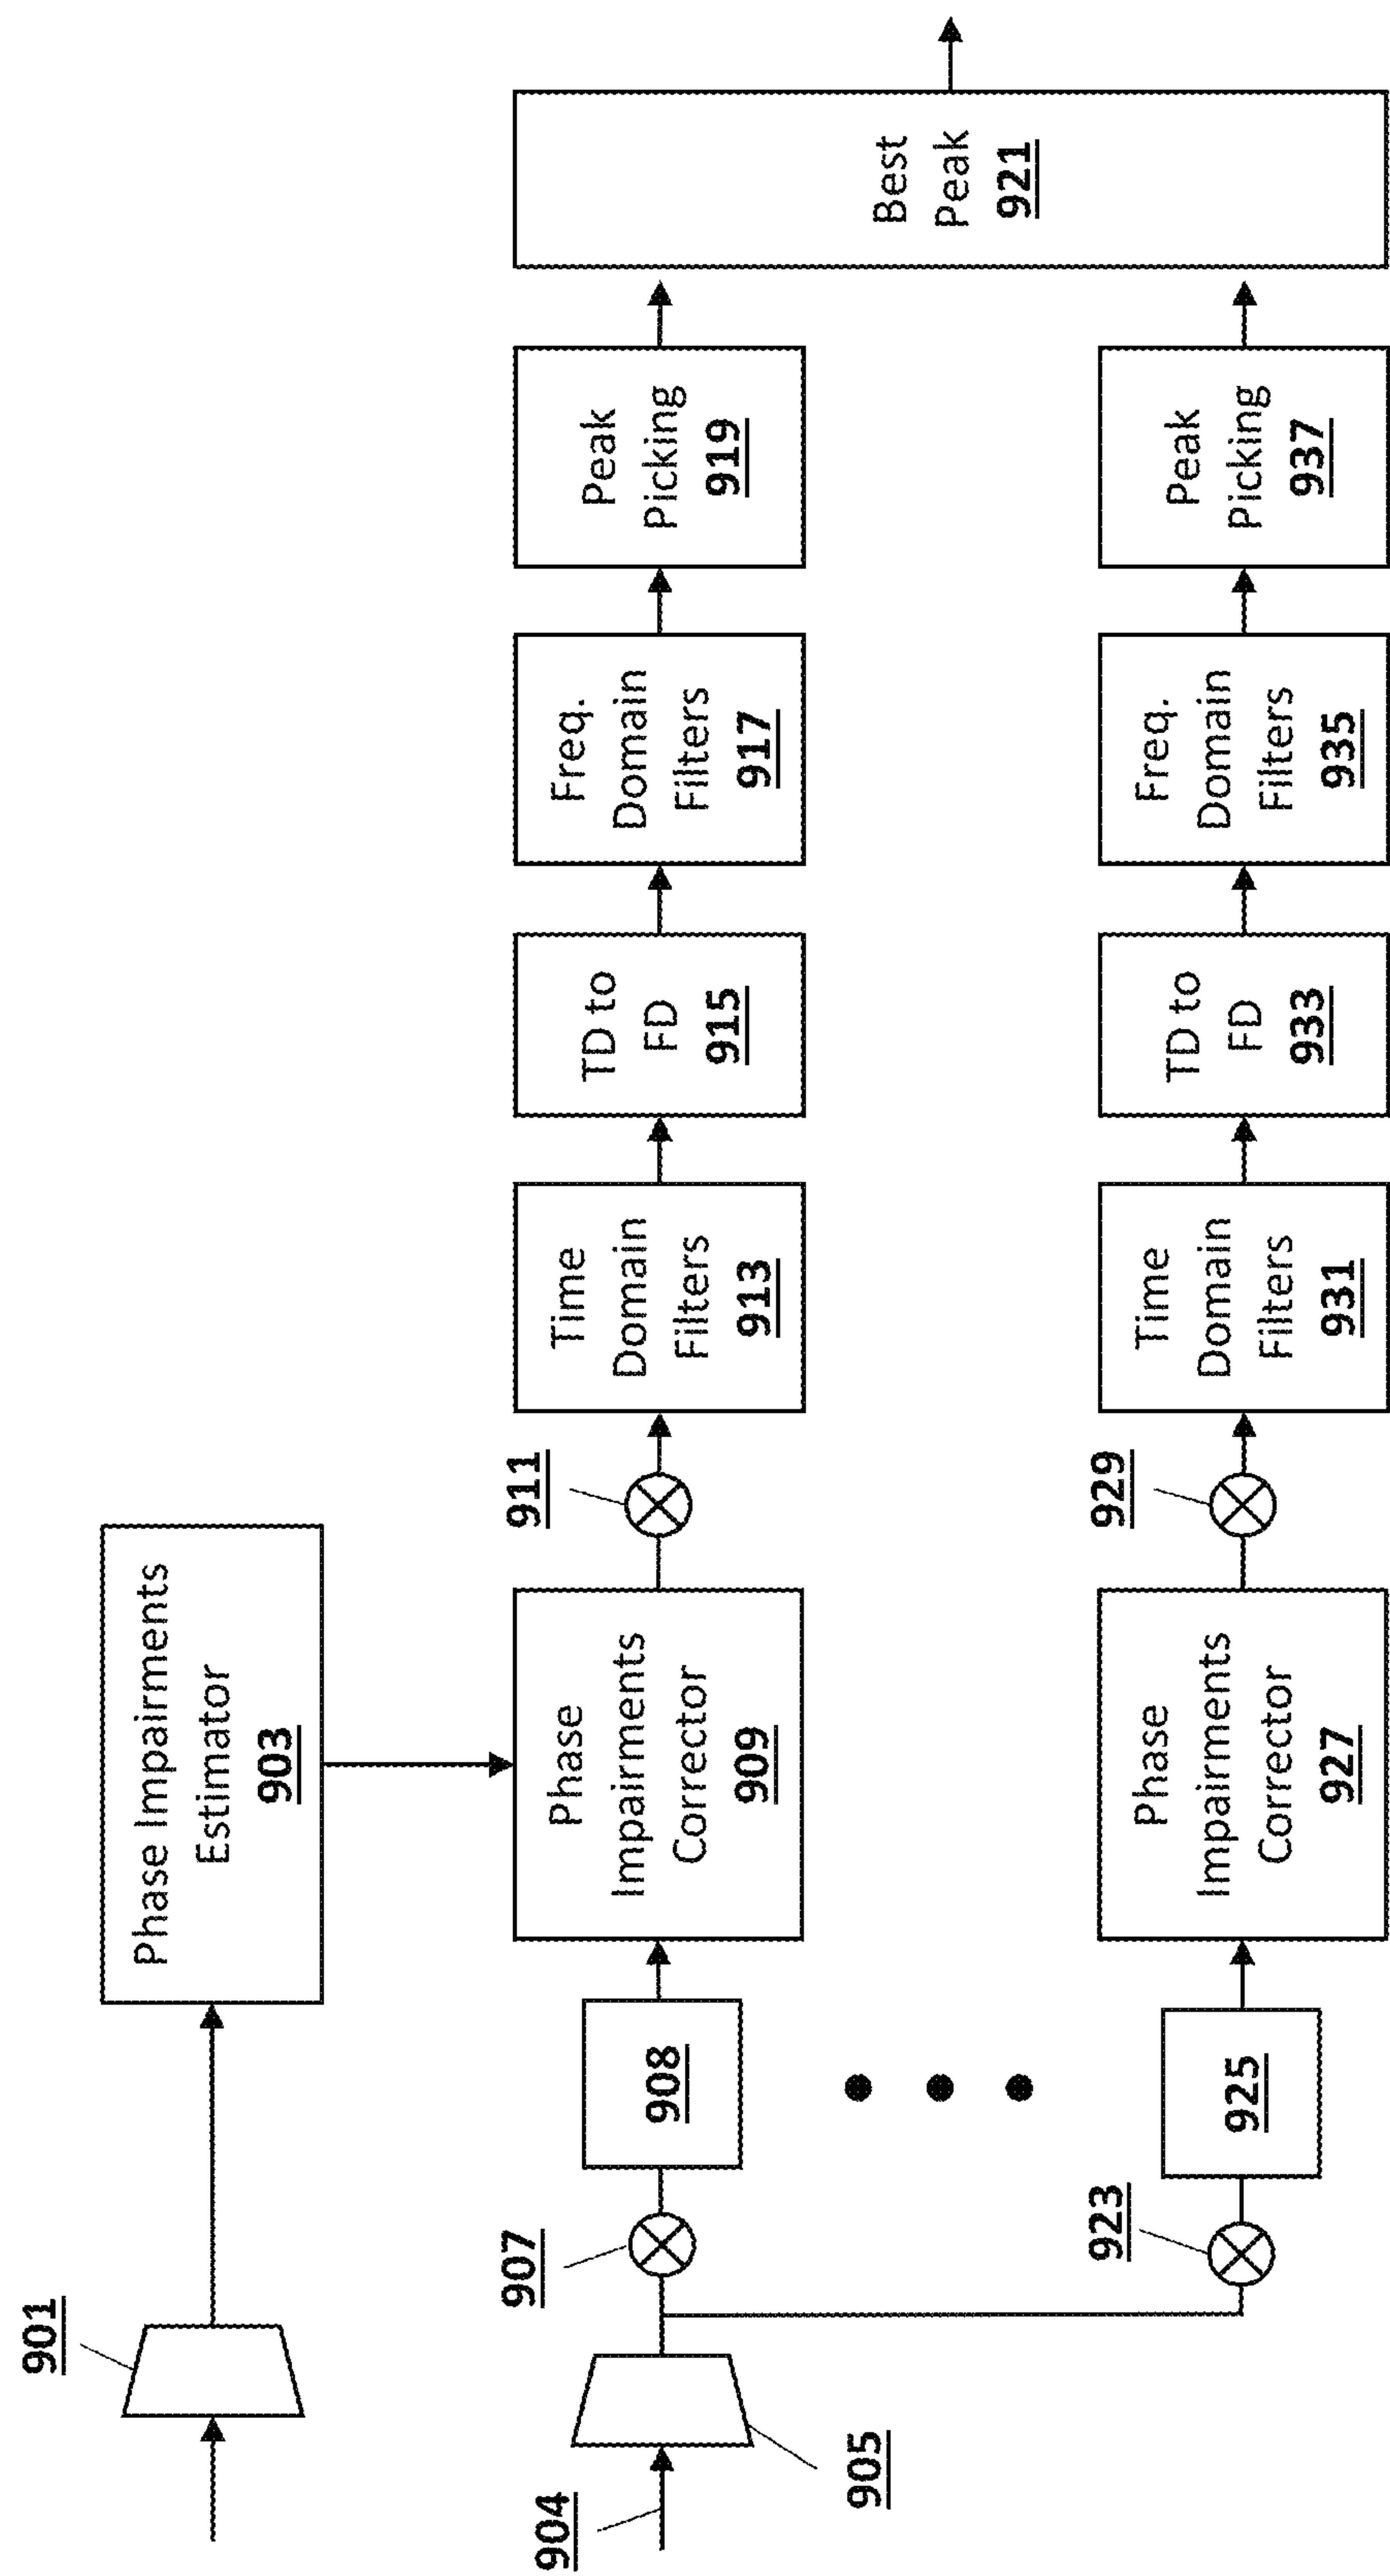 901
Phase Impairments
Estimator
903
904
905
907
908
Phase
Impairments
Corrector
909
911
Time
Domain
Filters
913
TD to
FD
915
Freq.
Domain
Filters
917
Peak
Picking
919
Best
Peak
921
923
925
Phase
Impairments
Corrector
927
929
Time
Domain
Filters
931
TD to
FD
933
Freq.
Domain
Filters
935
Peak
Picking
937